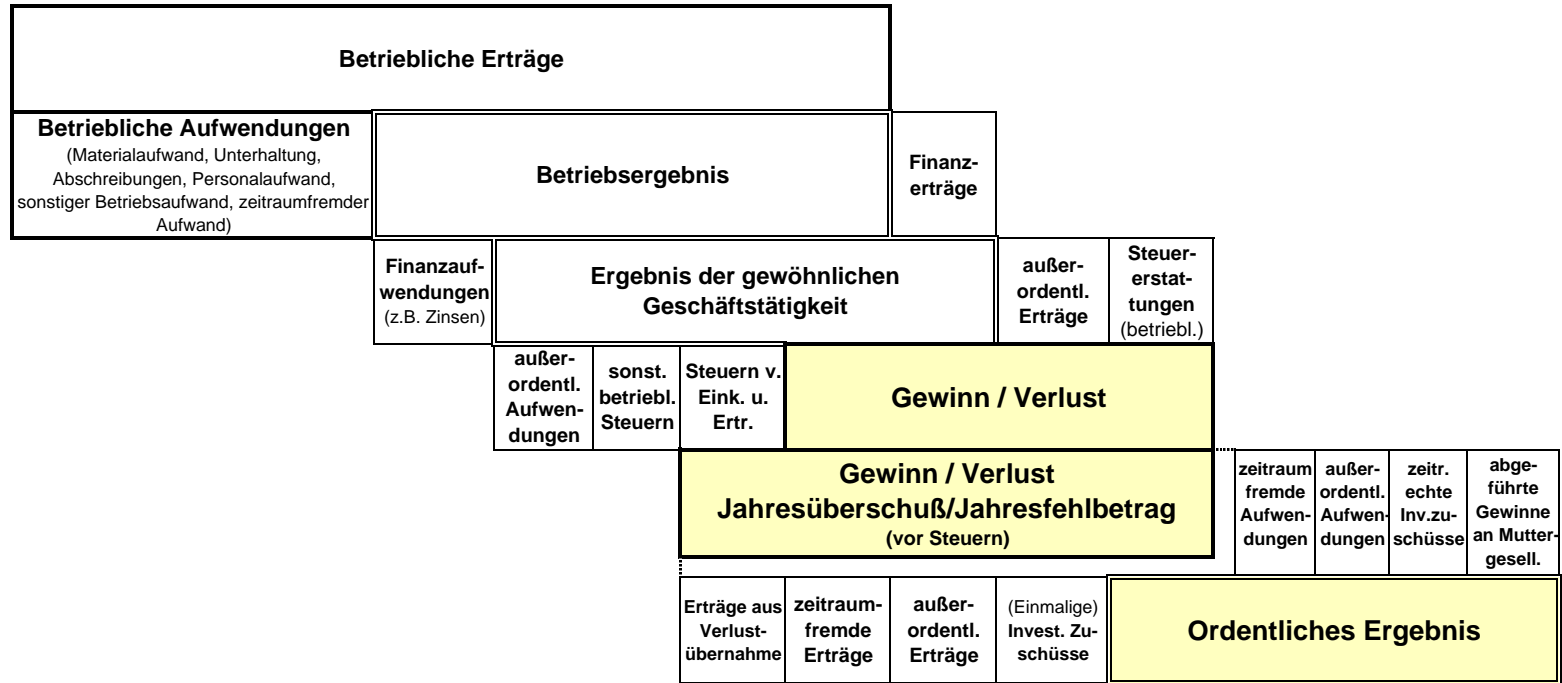 Betriebliche Erträge
Betriebliche Aufwendungen
(Materialaufwand, Unterhaltung,
Abschreibungen, Personalaufwand,
sonstiger Betriebsaufwand, zeitraumfremder
Aufwand)
Betriebsergebnis
Finanz-
erträge
Finanzauf-
wendungen
(z.B. Zinsen)
Ergebnis der gewöhnlichen
Geschäftstätigkeit
außer-
ordentl.
Erträge
Steuer-
erstat-
tungen
(betriebl.)
außer-
ordentl.
Aufwen-
dungen
sonst.
betriebl.
Steuern
Steuern v.
Eink. u.
Ertr.
Gewinn / Verlust
Gewinn / Verlust
Jahresüberschuß/Jahresfehlbetrag
(vor Steuern)
zeitraum
fremde
Aufwen-
dungen
außer-
ordentl.
Aufwen-
dungen
zeitr.
echte
Inv.zu-
schüsse
abge-
führte
Gewinne
an Mutter-
gesell.
Erträge aus
Verlust-
übernahme
zeitraum-
fremde
Erträge
außer-
ordentl.
Erträge
(Einmalige)
Invest. Zu-
schüsse
Ordentliches Ergebnis